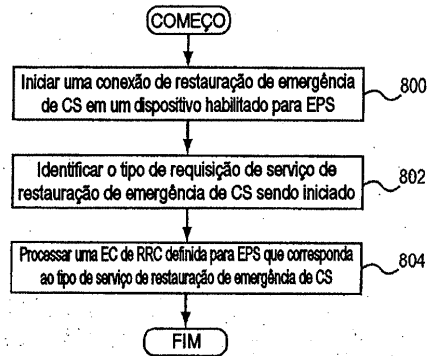 COMEÇO
Iniciar uma conexão de restauração de emergência
de CS em um dispositivo habilitado para EPS
800
Identificar o tipo de requisição de serviço de
restauração de emergência de CS sendo iniciado
802
Processar uma EC de RRC definida para EPS que corresponda
ao tipo de serviço de restauração de emergência de CS
804
FIM